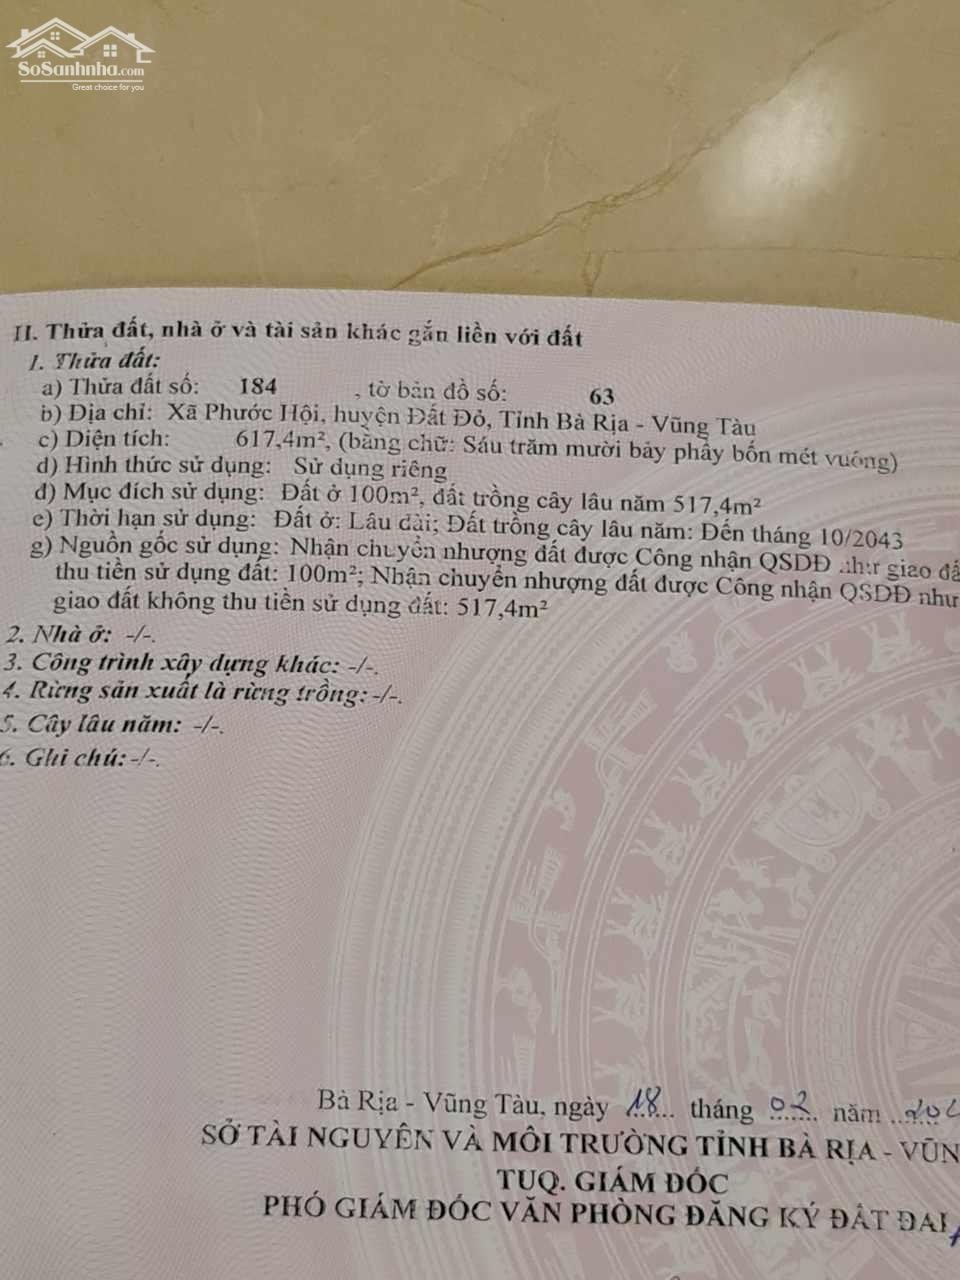 SoSanhnha.com
Great choice for you
II. Thửa đất, nhà ở và tài sản khác gắn liền với đất
1. Thửa đất:
a) Thửa đất số: 184 , tờ bản đồ số: 63
b) Địa chỉ: Xã Phước Hội, huyện Đất Đỏ, Tỉnh Bà Rịa - Vũng Tàu
c) Diện tích: 617,4m², (bằng chữ: Sáu trăm mười bảy phẩy bốn mét vuông)
d) Hình thức sử dụng: Sử dụng riêng
đ) Mục đích sử dụng: Đất ở 100m², đất trồng cây lâu năm 517,4m²
e) Thời hạn sử dụng: Đất ở: Lâu dài; Đất trồng cây lâu năm: Đến tháng 10/2043
g) Nguồn gốc sử dụng: Nhận chuyển nhượng đất được Công nhận QSDĐ như giao đấ
thu tiền sử dụng đất: 100m²; Nhận chuyển nhượng đất được Công nhận QSDĐ như
giao đất không thu tiền sử dụng đất: 517,4m²
2. Nhà ở: -/-.
3. Công trình xây dựng khác: -/-.
4. Rừng sản xuất là rừng trồng: -/-.
5. Cây lâu năm: -/-.
6. Ghi chú: -/-.
Bà Rịa - Vũng Tàu, ngày 18 tháng 02 năm
SỞ TÀI NGUYÊN VÀ MÔI TRƯỜNG TỈNH BÀ RỊA - VŨN
TUQ. GIÁM ĐỐC
PHÓ GIÁM ĐỐC VĂN PHÒNG ĐĂNG KÝ ĐẤT ĐAI